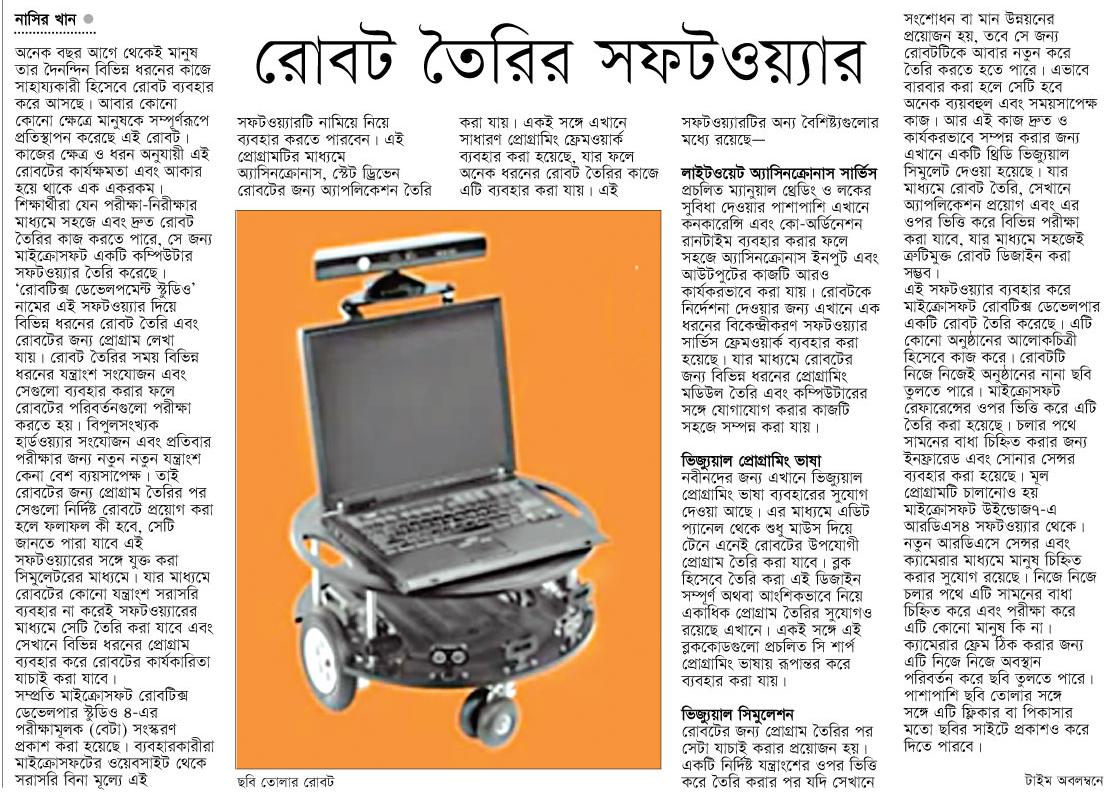 নাসির খান
রোবট তৈরির সফটওয়্যার
অনেক বছর আগে থেকেই মানুষ
তার দৈনন্দিন বিভিন্ন ধরনের কাজে
সাহায্যকারী হিসেবে রোবট ব্যবহার
করে আসছে। আবার কোনো
কোনো ক্ষেত্রে মানুষকে সম্পূর্ণরূপে
প্রতিস্থাপন করেছে এই রোবট।
কাজের ক্ষেত্র ও ধরন অনুযায়ী এই
রোবটের কার্যক্ষমতা এবং আকার
হয়ে থাকে এক একরকম।
শিক্ষার্থীরা যেন পরীক্ষা-নিরীক্ষার
মাধ্যমে সহজে এবং দ্রুত রোবট
তৈরির কাজ করতে পারে, সে জন্য
মাইক্রোসফট একটি কম্পিউটার
সফটওয়্যার তৈরি করেছে।
‘রোবটিক্স ডেভেলপমেন্ট স্টুডিও’
নামের এই সফটওয়্যার দিয়ে
বিভিন্ন ধরনের রোবট তৈরি এবং
রোবটের জন্য প্রোগ্রাম লেখা
যায়। রোবট তৈরির সময় বিভিন্ন
ধরনের যন্ত্রাংশ সংযোজন এবং
সেগুলো ব্যবহার করার ফলে
রোবটের পরিবর্তনগুলো পরীক্ষা
করতে হয়। বিপুলসংখ্যক
হার্ডওয়্যার সংযোজন এবং প্রতিবার
পরীক্ষার জন্য নতুন নতুন যন্ত্রাংশ
কেনা বেশ ব্যয়সাপেক্ষ। তাই
রোবটের জন্য প্রোগ্রাম তৈরির পর
সেগুলো নির্দিষ্ট রোবটে প্রয়োগ করা
হলে ফলাফল কী হবে, সেটি
জানতে পারা যাবে এই
সফটওয়্যারের সঙ্গে যুক্ত করা
সিমুলেটরের মাধ্যমে। যার মাধ্যমে
রোবটের কোনো যন্ত্রাংশ সরাসরি
ব্যবহার না করেই সফটওয়্যারের
মাধ্যমে সেটি তৈরি করা যাবে এবং
সেখানে বিভিন্ন ধরনের প্রোগ্রাম
ব্যবহার করে রোবটের কার্যকারিতা
যাচাই করা যাবে।
সম্প্রতি মাইক্রোসফট রোবটিক্স
ডেভেলপার স্টুডিও ৪-এর
পরীক্ষামূলক (বেটা) সংস্করণ
প্রকাশ করা হয়েছে। ব্যবহারকারীরা
মাইক্রোসফটের ওয়েবসাইট থেকে
সরাসরি বিনা মূল্যে এই
সফটওয়্যারটি নামিয়ে নিয়ে
ব্যবহার করতে পারবেন। এই
প্রোগ্রামটির মাধ্যমে
অ্যাসিনক্রোনাস, স্টেট ড্রিভেন
রোবটের জন্য অ্যাপলিকেশন তৈরি
করা যায়। একই সঙ্গে এখানে
সাধারণ প্রোগ্রামিং ফ্রেমওয়ার্ক
ব্যবহার করা হয়েছে, যার ফলে
অনেক ধরনের রোবট তৈরির কাজে
এটি ব্যবহার করা যায়। এই
ছবি তোলার রোবট
সফটওয়্যারটির অন্য বৈশিষ্ট্যগুলোর
মধ্যে রয়েছে—
লাইটওয়েট অ্যাসিনক্রোনাস সার্ভিস
প্রচলিত ম্যানুয়াল থ্রেডিং ও লকের
সুবিধা দেওয়ার পাশাপাশি এখানে
কনকারেন্সি এবং কো-অর্ডিনেশন
রানটাইম ব্যবহার করার ফলে
সহজে অ্যাসিনক্রোনাস ইনপুট এবং
আউটপুটের কাজটি আরও
কার্যকরভাবে করা যায়। রোবটকে
নির্দেশনা দেওয়ার জন্য এখানে এক
ধরনের বিকেন্দ্রীকরণ সফটওয়্যার
সার্ভিস ফ্রেমওয়ার্ক ব্যবহার করা
হয়েছে। যার মাধ্যমে রোবটের
জন্য বিভিন্ন ধরনের প্রোগ্রামিং
মডিউল তৈরি এবং কম্পিউটারের
সঙ্গে যোগাযোগ করার কাজটি
সহজে সম্পন্ন করা যায়।
ভিজ্যুয়াল প্রোগ্রামিং ভাষা
নবীনদের জন্য এখানে ভিজ্যুয়াল
প্রোগ্রামিং ভাষা ব্যবহারের সুযোগ
দেওয়া আছে। এর মাধ্যমে এডিট
প্যানেল থেকে শুধু মাউস দিয়ে
টেনে এনেই রোবটের উপযোগী
প্রোগ্রাম তৈরি করা যাবে। ব্লক
হিসেবে তৈরি করা এই ডিজাইন
সম্পূর্ণ অথবা আংশিকভাবে নিয়ে
একাধিক প্রোগ্রাম তৈরির সুযোগও
রয়েছে এখানে। একই সঙ্গে এই
ব্লককোডগুলো প্রচলিত সি শার্প
প্রোগ্রামিং ভাষায় রূপান্তর করে
ব্যবহার করা যায়।
ভিজ্যুয়াল সিমুলেশন
রোবটের জন্য প্রোগ্রাম তৈরির পর
সেটা যাচাই করার প্রয়োজন হয়।
একটি নির্দিষ্ট যন্ত্রাংশের ওপর ভিত্তি
করে তৈরি করার পর যদি সেখানে
সংশোধন বা মান উন্নয়নের
প্রয়োজন হয়, তবে সে জন্য
রোবটটিকে আবার নতুন করে
তৈরি করতে হতে পারে। এভাবে
বারবার করা হলে সেটি হবে
অনেক ব্যয়বহুল এবং সময়সাপেক্ষ
কাজ। আর এই কাজ দ্রুত ও
কার্যকরভাবে সম্পন্ন করার জন্য
এখানে একটি থ্রিডি ভিজ্যুয়াল
সিমুলেট দেওয়া হয়েছে। যার
মাধ্যমে রোবট তৈরি, সেখানে
অ্যাপলিকেশন প্রয়োগ এবং এর
ওপর ভিত্তি করে বিভিন্ন পরীক্ষা
করা যাবে, যার মাধ্যমে সহজেই
ত্রুটিমুক্ত রোবট ডিজাইন করা
সম্ভব।
এই সফটওয়্যার ব্যবহার করে
মাইক্রোসফট রোবটিক্স ডেভেলপার
একটি রোবট তৈরি করেছে। এটি
কোনো অনুষ্ঠানের আলোকচিত্রী
হিসেবে কাজ করে। রোবটটি
নিজে নিজেই অনুষ্ঠানের নানা ছবি
তুলতে পারে। মাইক্রোসফট
রেফারেন্সের ওপর ভিত্তি করে এটি
তৈরি করা হয়েছে। চলার পথে
সামনের বাধা চিহ্নিত করার জন্য
ইনফ্রারেড এবং সোনার সেন্সর
ব্যবহার করা হয়েছে। মূল
প্রোগ্রামটি চালানোও হয়
মাইক্রোসফট উইন্ডোজ৭-এ
আরডিএস৪ সফটওয়্যার থেকে।
নতুন আরডিএসে সেন্সর এবং
ক্যামেরার মাধ্যমে মানুষ চিহ্নিত
করার সুযোগ রয়েছে। নিজে নিজে
চলার পথে এটি সামনের বাধা
চিহ্নিত করে এবং পরীক্ষা করে
এটি কোনো মানুষ কি না।
ক্যামেরার ফ্রেম ঠিক করার জন্য
এটি নিজে নিজে অবস্থান
পরিবর্তন করে ছবি তুলতে পারে।
পাশাপাশি ছবি তোলার সঙ্গে
সঙ্গে এটি ফ্লিকার বা পিকাসার
মতো ছবির সাইটে প্রকাশও করে
দিতে পারবে।
টাইম অবলম্বনে